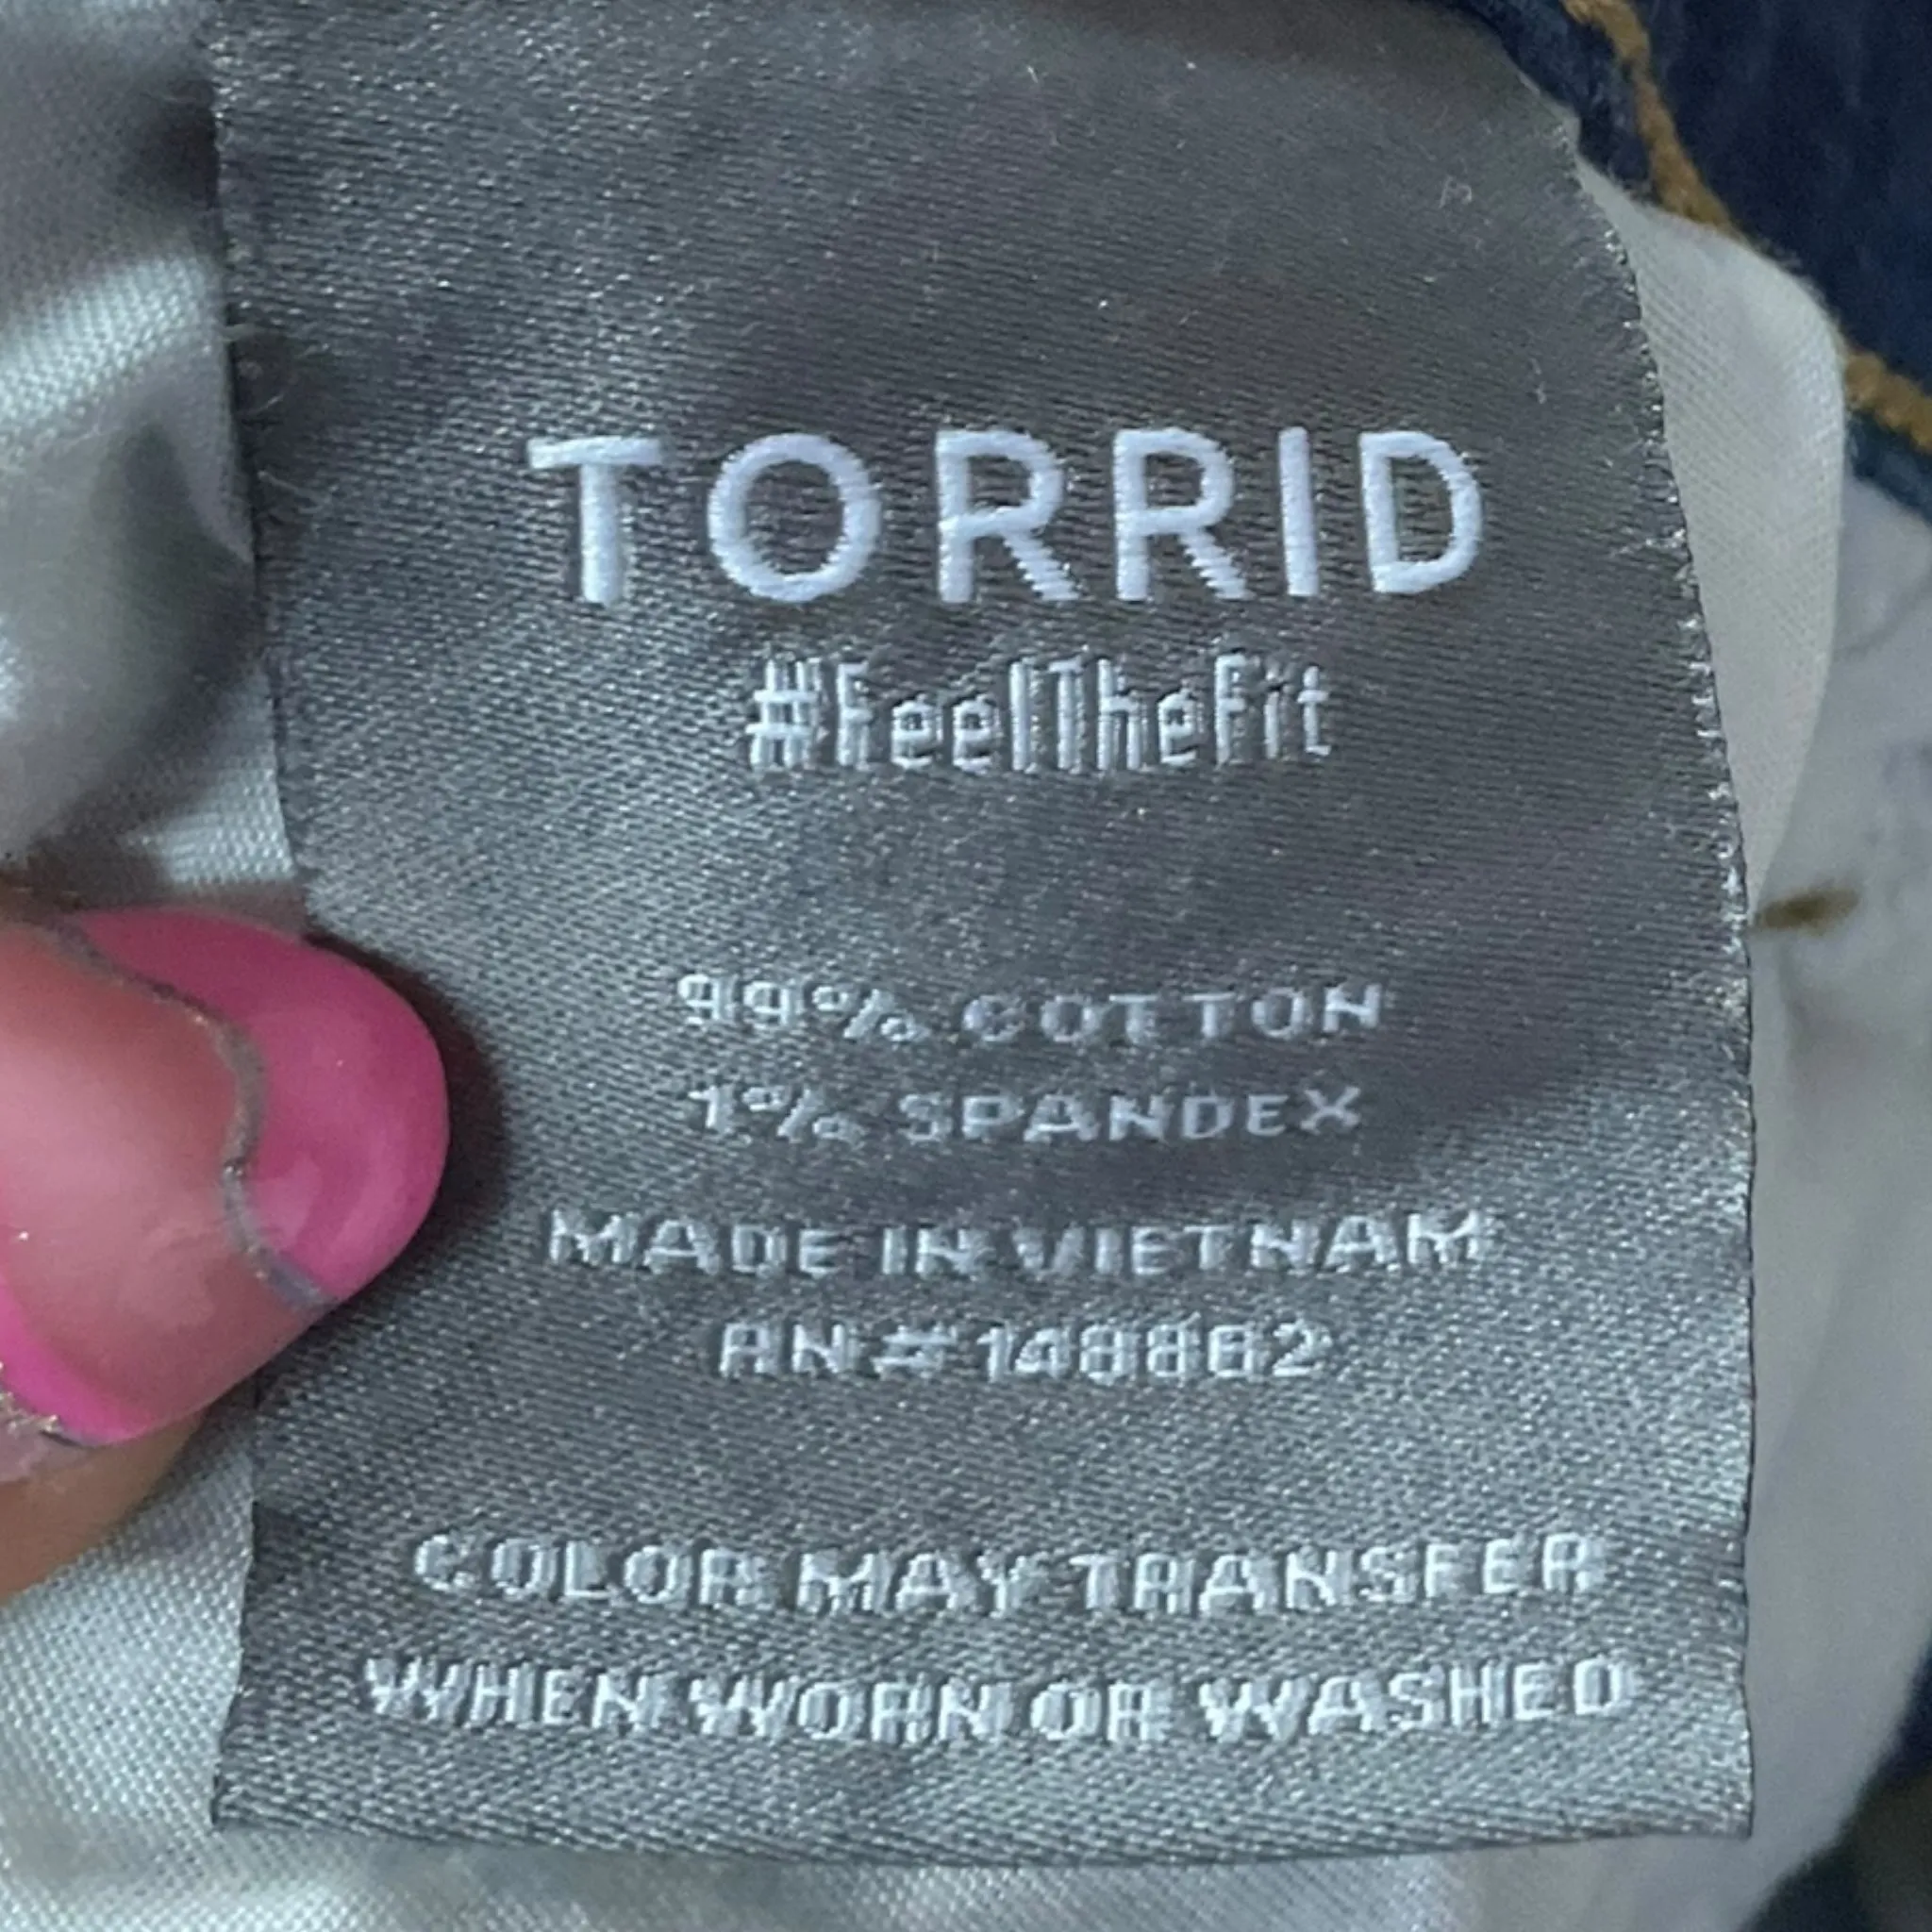 TORRID
#FeelTheFit
99% COTTON
1% SPANDEX
MADE IN VIETNAM
RN#148862
COLOR MAY TRANSFER
WHEN WORN OR WASHED